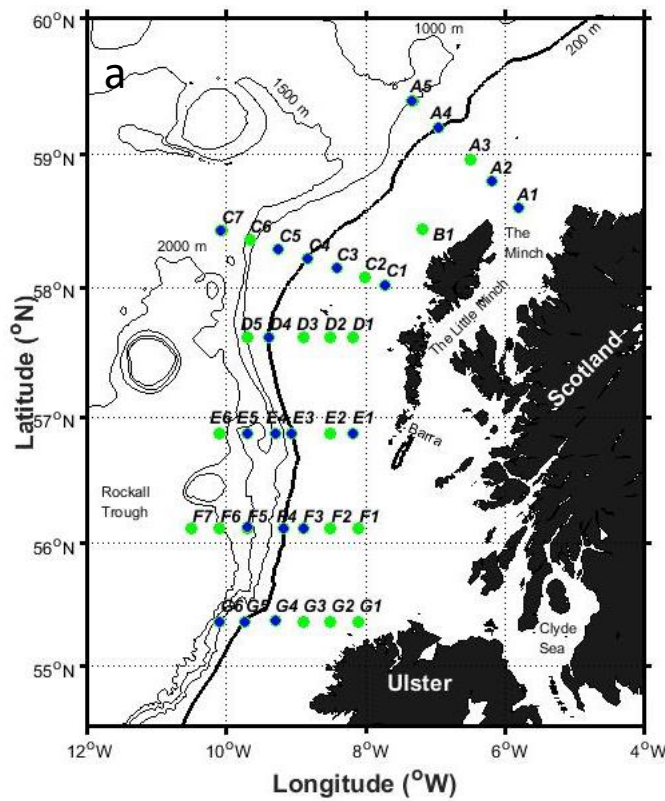 60°N
59°N
58°N
57°N
56°N
55°N
Latitude (°N)
a
1000 m
200 m
1500 m
2000 m
A5
A4
A3
A2
A1
B1
The
Minch
C7
C6
C5
C4
C3
C2
C1
The Little Minch
Scotland
D5
D4
D3
D2
D1
E6
E5
E4
E3
E2
E1
Barra
Rockall
Trough
F7
F6
F5
F4
F3
F2
F1
G6
G5
G4
G3
G2
G1
Clyde
Sea
Ulster
12°W
10°W
8°W
6°W
4°W
Longitude (°W)